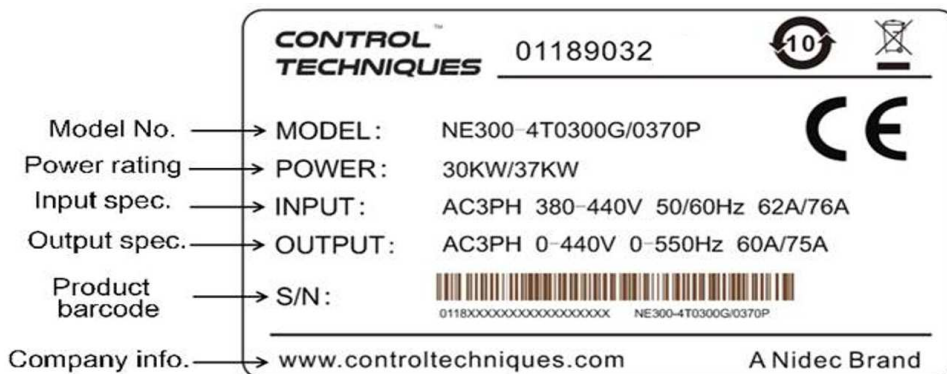 CONTROL™
TECHNIQUES
01189032
10
CE
Model No.
MODEL: NE300-4T0300G/0370P
Power rating
POWER: 30KW/37KW
Input spec.
INPUT: AC3PH 380-440V 50/60Hz 62A/76A
Output spec.
OUTPUT: AC3PH 0-440V 0-550Hz 60A/75A
Product
barcode
S/N:
0118XXXXXXXXXXXXXXXXX NE300-4T0300G/0370P
Company info.
www.controltechniques.com A Nidec Brand